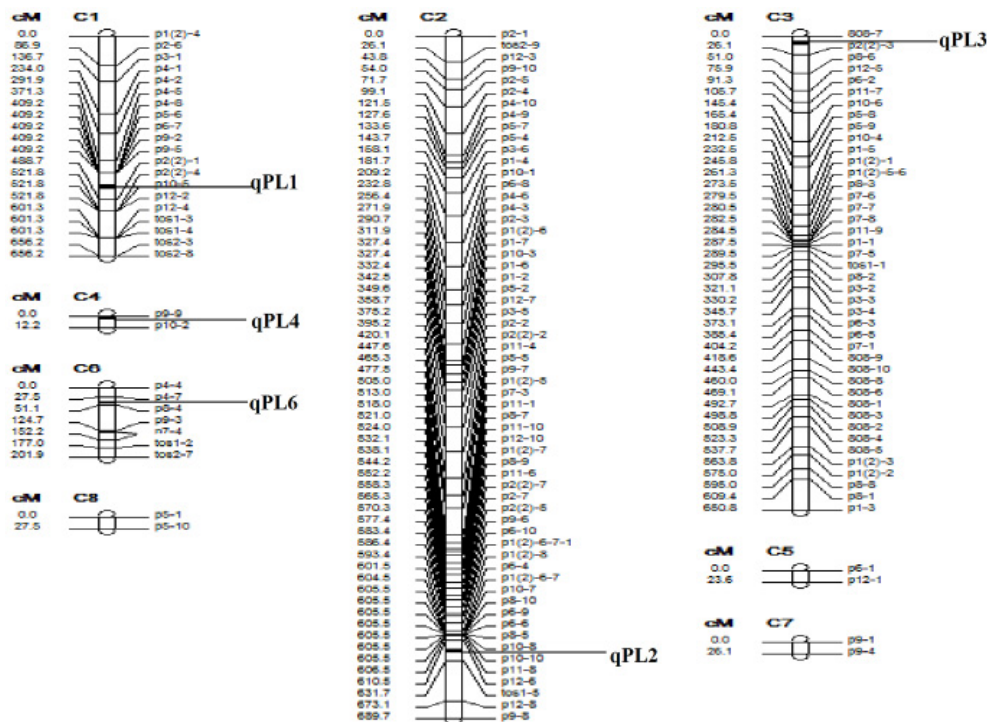 cM C1
0.0 p1(2)-4
86.9 p2-6
136.7 p3-1
234.0 p4-1
291.9 p4-2
371.3 p4-5
409.2 p4-8
409.2 p5-6
409.2 p6-7
409.2 p9-2
409.2 p9-5
488.7 p2(2)-1
521.8 p2(2)-4
521.8 p10-5
qPL1
521.8 p12-2
601.3 p12-4
601.3 tos1-3
601.3 tos1-4
656.2 tos2-3
656.2 tos2-8
cM C4
0.0 p9-9
qPL4
12.2 p10-2
cM C6
0.0 p4-4
27.5 p4-7
qPL6
51.1 p8-4
124.7 p9-3
152.2 n7-4
177.0 tos1-2
201.9 tos2-7
cM C8
0.0 p5-1
27.5 p5-10
cM C2
0.0 p2-1
26.1 tos2-9
43.8 p12-3
54.0 p9-10
71.7 p2-5
99.1 p2-4
121.5 p4-10
127.6 p4-9
133.6 p5-7
143.7 p5-4
158.1 p3-6
181.7 p1-4
209.2 p10-1
232.8 p6-8
256.4 p4-6
271.9 p4-3
290.7 p2-3
311.9 p1(2)-6
327.4 p1-7
327.4 p10-3
332.4 p1-6
342.5 p1-2
349.6 p5-2
358.7 p12-7
375.2 p3-8
395.2 p2-2
420.1 p2(2)-2
447.6 p11-4
465.3 p5-5
477.5 p9-7
505.0 p1(2)-5
513.0 p7-3
518.0 p11-1
521.0 p8-7
524.0 p11-10
532.1 p12-10
538.1 p1(2)-7
544.2 p8-9
552.2 p11-6
558.3 p2(2)-7
565.3 p2-7
570.3 p2(2)-5
577.4 p9-6
583.4 p6-10
586.4 p1(2)-6-7-1
593.4 p1(2)-8
601.5 p6-4
604.5 p1(2)-6-7
605.5 p10-7
605.5 p8-10
605.5 p6-9
605.5 p6-6
605.5 p8-5
605.5 p10-8
qPL2
605.5 p10-10
606.5 p11-8
610.5 p12-6
631.7 tos1-5
673.1 p12-8
689.7 p9-8
cM C3
0.0 808-7
qPL3
26.1 p2(2)-3
51.0 p8-6
75.9 p12-5
91.3 p6-2
105.7 p11-7
145.4 p10-6
165.4 p5-8
180.8 p5-9
212.5 p10-4
232.5 p1-5
245.8 p1(2)-1
261.3 p1(2)-5-6
273.5 p8-3
279.5 p7-6
280.5 p7-7
282.5 p7-8
284.5 p11-9
287.5 p1-1
289.5 p7-5
295.5 tos1-1
307.8 p8-2
321.1 p3-2
330.2 p3-3
345.7 p3-4
373.1 p6-3
388.4 p6-5
404.2 p7-1
418.6 808-9
443.4 808-10
460.0 808-8
469.1 808-6
492.7 808-1
498.8 808-3
508.9 808-2
523.3 808-4
537.7 808-5
563.8 p1(2)-3
578.0 p1(2)-2
595.0 p8-8
609.4 p8-1
650.8 p1-3
cM C5
0.0 p6-1
23.6 p12-1
cM C7
0.0 p9-1
26.1 p9-4